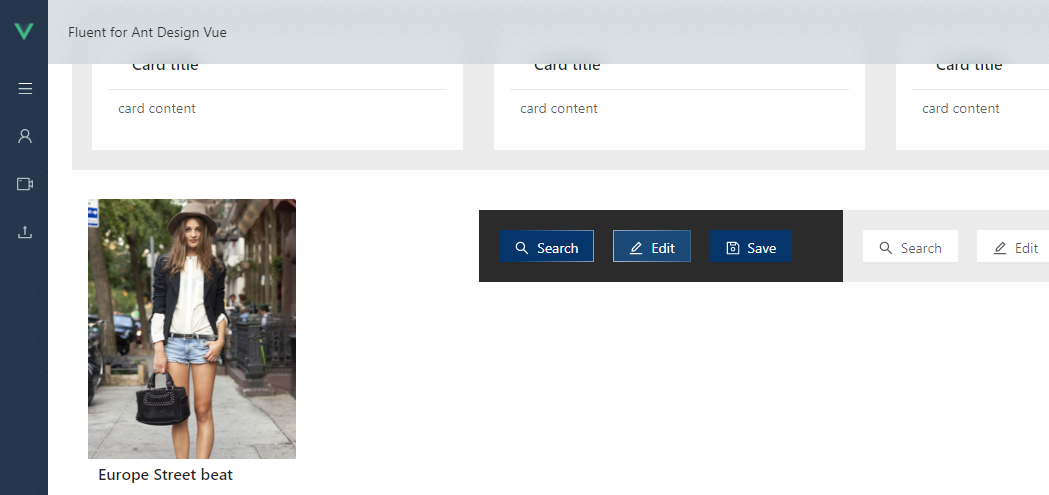 Fluent for Ant Design Vue
Card title
Card title
Card title
card content
card content
card content
Search
Edit
Save
Search
Edit
Europe Street beat